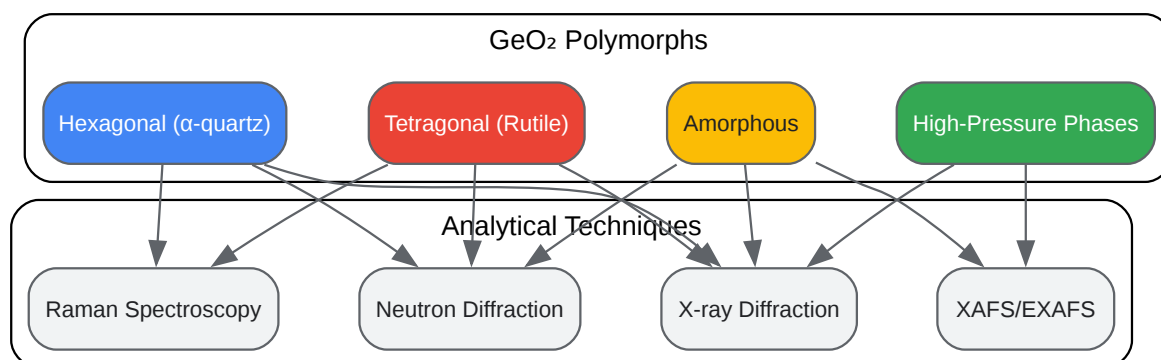 GeO₂ Polymorphs
Hexagonal (α-quartz)
Tetragonal (Rutile)
Amorphous
High-Pressure Phases
Analytical Techniques
Raman Spectroscopy
Neutron Diffraction
X-ray Diffraction
XAFS/EXAFS